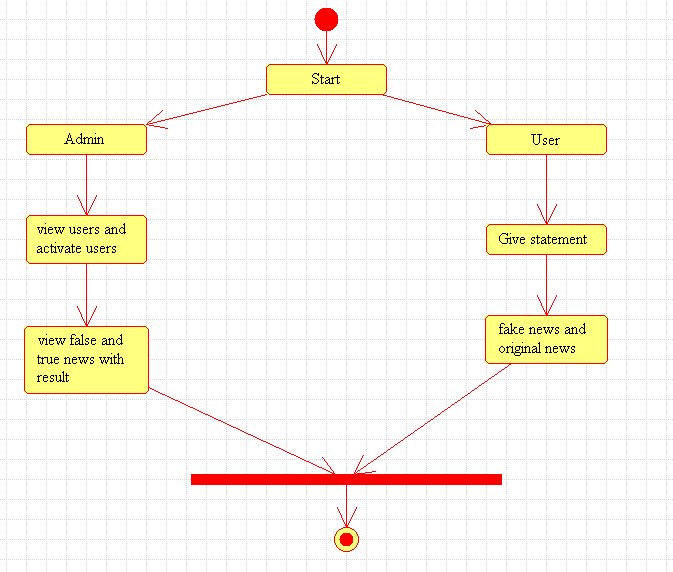 Start
Admin
User
view users and
activate users
Give statement
view false and
true news with
result
fake news and
original news